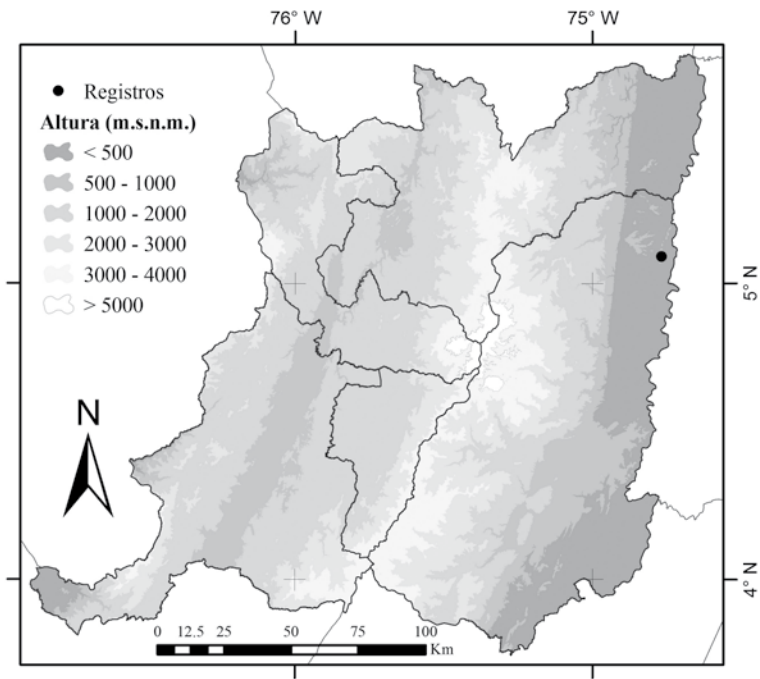 76° W
75° W
Registros
Altura (m.s.n.m.)
< 500
500 - 1000
1000 - 2000
2000 - 3000
3000 - 4000
> 5000
5° N
N
4° N
0 12.5 25 50 75 100
Km